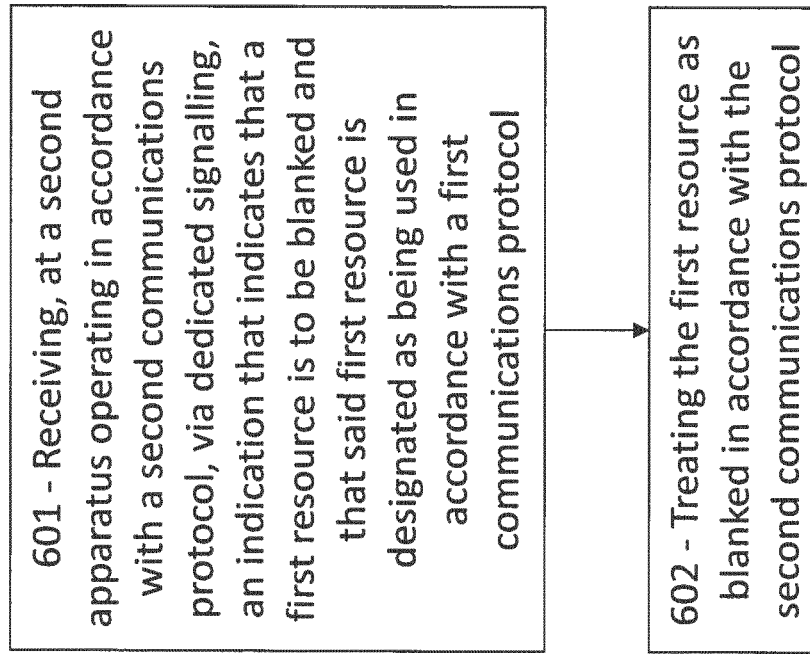 601 - Receiving, at a second
apparatus operating in accordance
with a second communications
protocol, via dedicated signalling,
an indication that indicates that a
first resource is to be blanked and
that said first resource is
designated as being used in
accordance with a first
communications protocol
602 - Treating the first resource as
blanked in accordance with the
second communications protocol